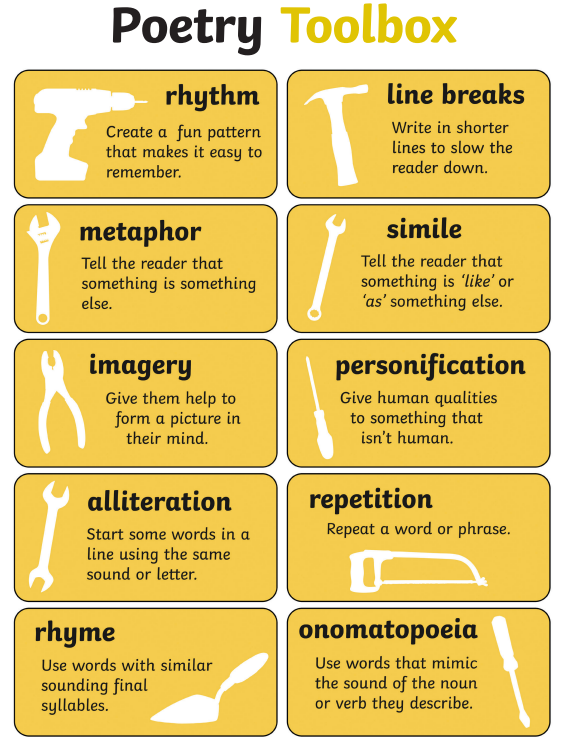 Poetry Toolbox
rhythm
Create a fun pattern
that makes it easy to
remember.
line breaks
Write in shorter
lines to slow the
reader down.
metaphor
Tell the reader that
something is something
else.
simile
Tell the reader that
something is 'like' or
'as' something else.
imagery
Give them help to
form a picture in
their mind.
personification
Give human qualities
to something that
isn't human.
alliteration
Start some words in a
line using the same
sound or letter.
repetition
Repeat a word or phrase.
rhyme
Use words with similar
sounding final
syllables.
onomatopoeia
Use words that mimic
the sound of the noun
or verb they describe.